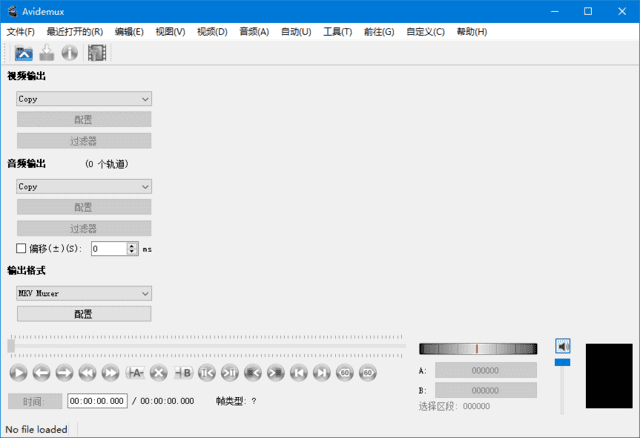 Avidemux
文件(F) 最近打开的(R) 编辑(E) 视图(V) 视频(D) 音频(A) 自动(U) 工具(T) 前往(G) 自定义(C) 帮助(H)
视频输出
Copy
配置
过滤器
音频输出 (0 个轨道)
Copy
配置
过滤器
偏移(±)(S): 0 ms
输出格式
MKV Muxer
配置
A B 60 60
A: 000000
B: 000000
时间: 00:00:00.000 / 00:00:00.000 帧类型: ?
选择区段: 000000
No file loaded